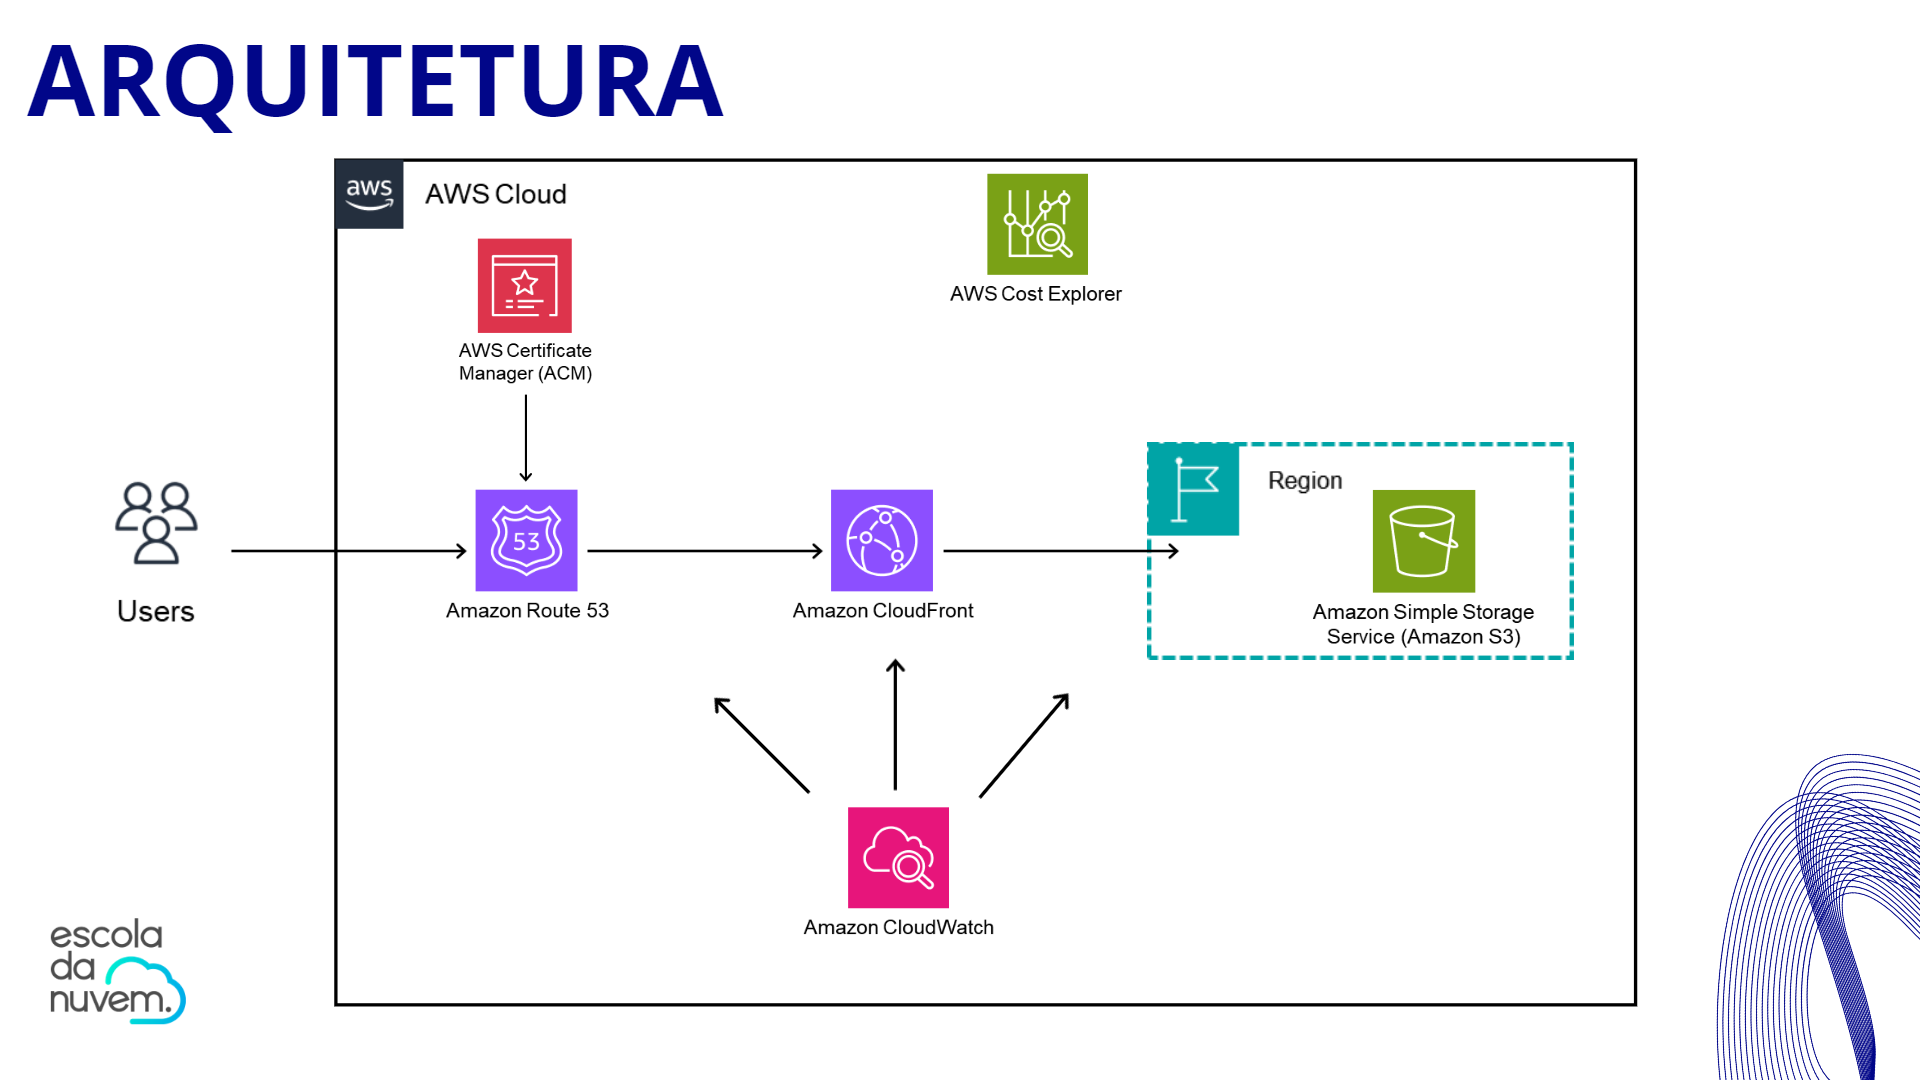 ARQUITETURA
aws
AWS Cloud
AWS Cost Explorer
AWS Certificate
Manager (ACM)
Region
53
Users
Amazon Route 53
Amazon CloudFront
Amazon Simple Storage
Service (Amazon S3)
Amazon CloudWatch
escola
da
nuvem.